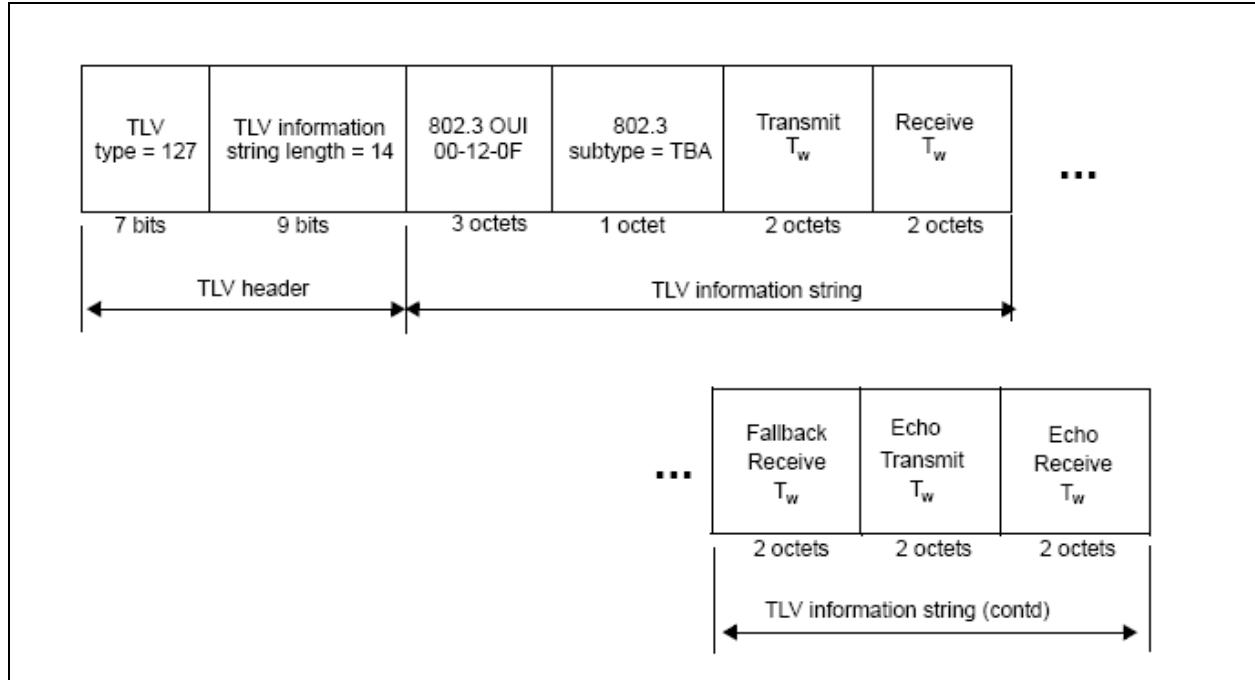 TLV
type = 127
TLV information
string length = 14
802.3 OUI
00-12-0F
802.3
subtype = TBA
Transmit
Tw
Receive
Tw
...
7 bits
9 bits
3 octets
1 octet
2 octets
2 octets
TLV header
TLV information string
...
Fallback
Receive
Tw
Echo
Transmit
Tw
Echo
Receive
Tw
2 octets
2 octets
2 octets
TLV information string (contd)